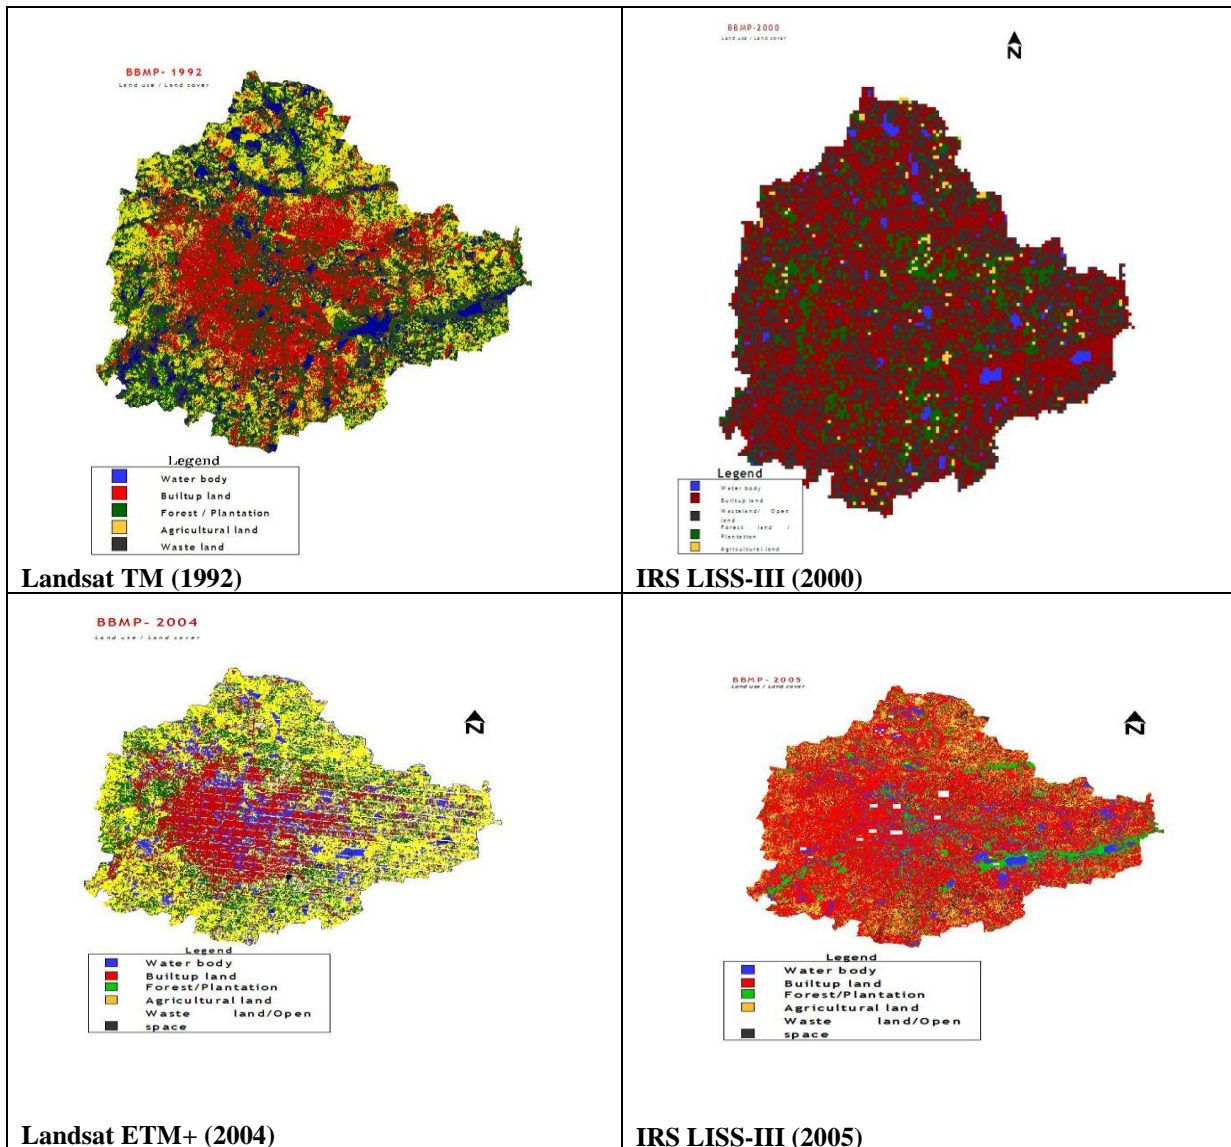 BBMP- 1992
Land use / Land cover
Legend
Water body
Builtup land
Forest / Plantation
Agricultural land
Waste land
Landsat TM (1992)
BBMP-2000
Land use / Land cover
N
Legend
Water body
Builtup land
Wasteland/ Open
land
Forest land /
Plantation
Agricultural land
IRS LISS-III (2000)
BBMP- 2004
Land use / Land cover
N
Legend
Water body
Builtup land
Forest/Plantation
Agricultural land
Waste land/Open
space
Landsat ETM+ (2004)
BBMP- 2005
Land use / Land cover
N
Legend
Water body
Builtup land
Forest/Plantation
Agricultural land
Waste land/Open
space
IRS LISS-III (2005)